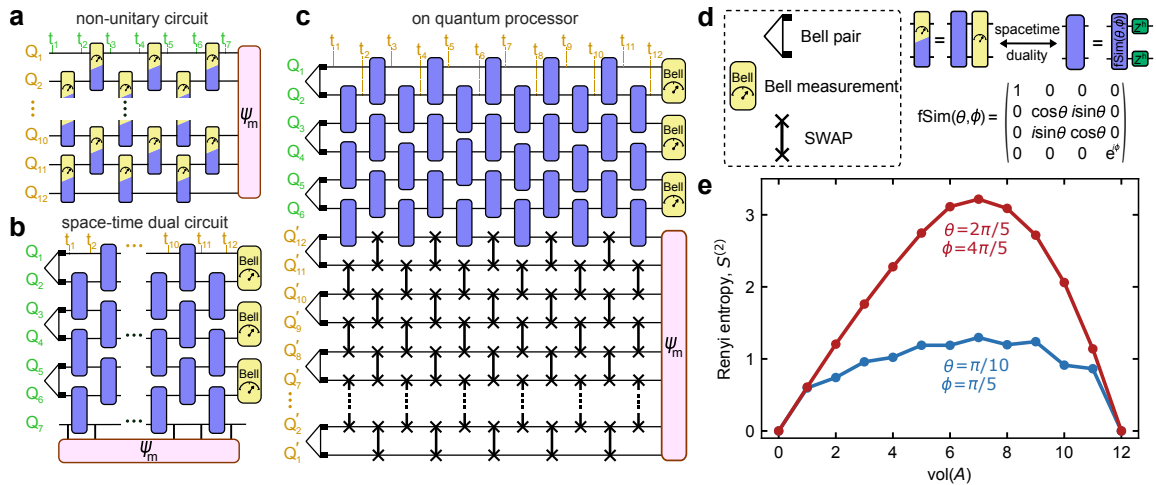 a
non-unitary circuit
t1 t2 t3 t4 t5 t6 t7
Q1
Q2
Q10
Q11
Q12
Ψm
b
space-time dual circuit
t1 t2 ... t10 t11 t12
Q1
Q2
Q3
Q4
Q5
Q6
Q7
Bell
Bell
Bell
Ψm
c
on quantum processor
t1 t2 t3 t4 t5 t6 t7 t8 t9 t10 t11 t12
Q1
Q2
Q3
Q4
Q5
Q6
Q'12
Q'11
Q'10
Q'9
Q'8
Q'7
Q'2
Q'1
Bell
Bell
Bell
Ψm
d
Bell pair
Bell
Bell measurement
SWAP
= spacetime duality =
fSim(θ,ϕ)
Zʰ
Zʰ
fSim(θ,ϕ) =
1 0 0 0
0 cosθ isinθ 0
0 isinθ cosθ 0
0 0 0 e^iϕ
e
Renyi entropy, S(2)
3
2
1
0
θ=2π/5
ϕ=4π/5
θ=π/10
ϕ=π/5
0 2 4 6 8 10 12
vol(A)